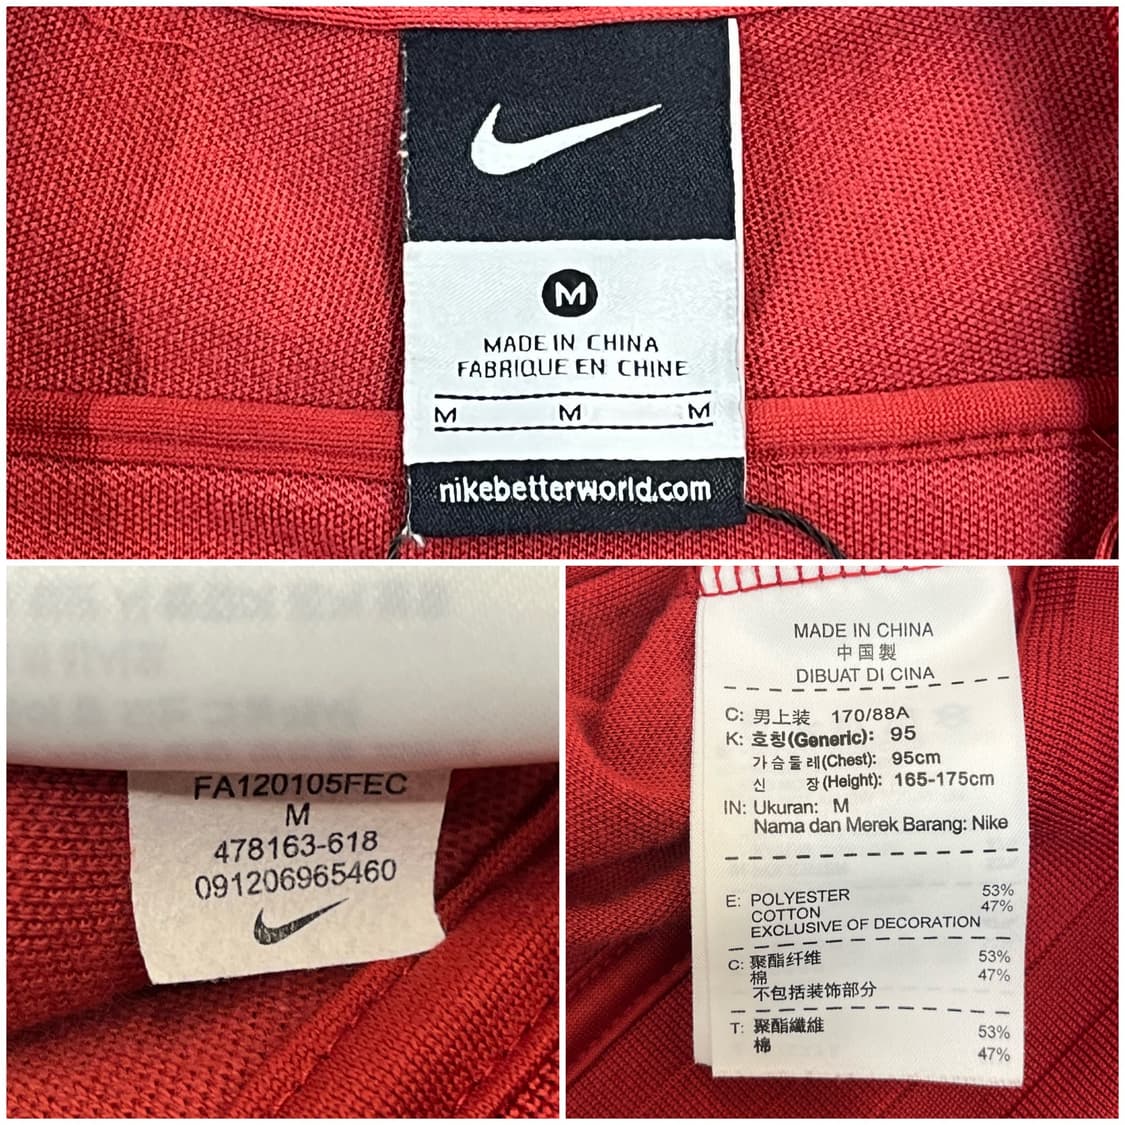 M
MADE IN CHINA
FABRIQUE EN CHINE
M M M
nikebetterworld.com
FA120105FEC
M
478163-618
091206965460
MADE IN CHINA
中国製
DIBUAT DI CINA
C: 男上装 170/88A
K: 호칭(Generic): 95
가슴둘레(Chest): 95cm
신 장(Height): 165-175cm
IN: Ukuran: M
Nama dan Merek Barang: Nike
E: POLYESTER 53%
COTTON 47%
EXCLUSIVE OF DECORATION
C: 聚酯纤维 53%
棉 47%
不包括装饰部分
T: 聚酯纖維 53%
棉 47%